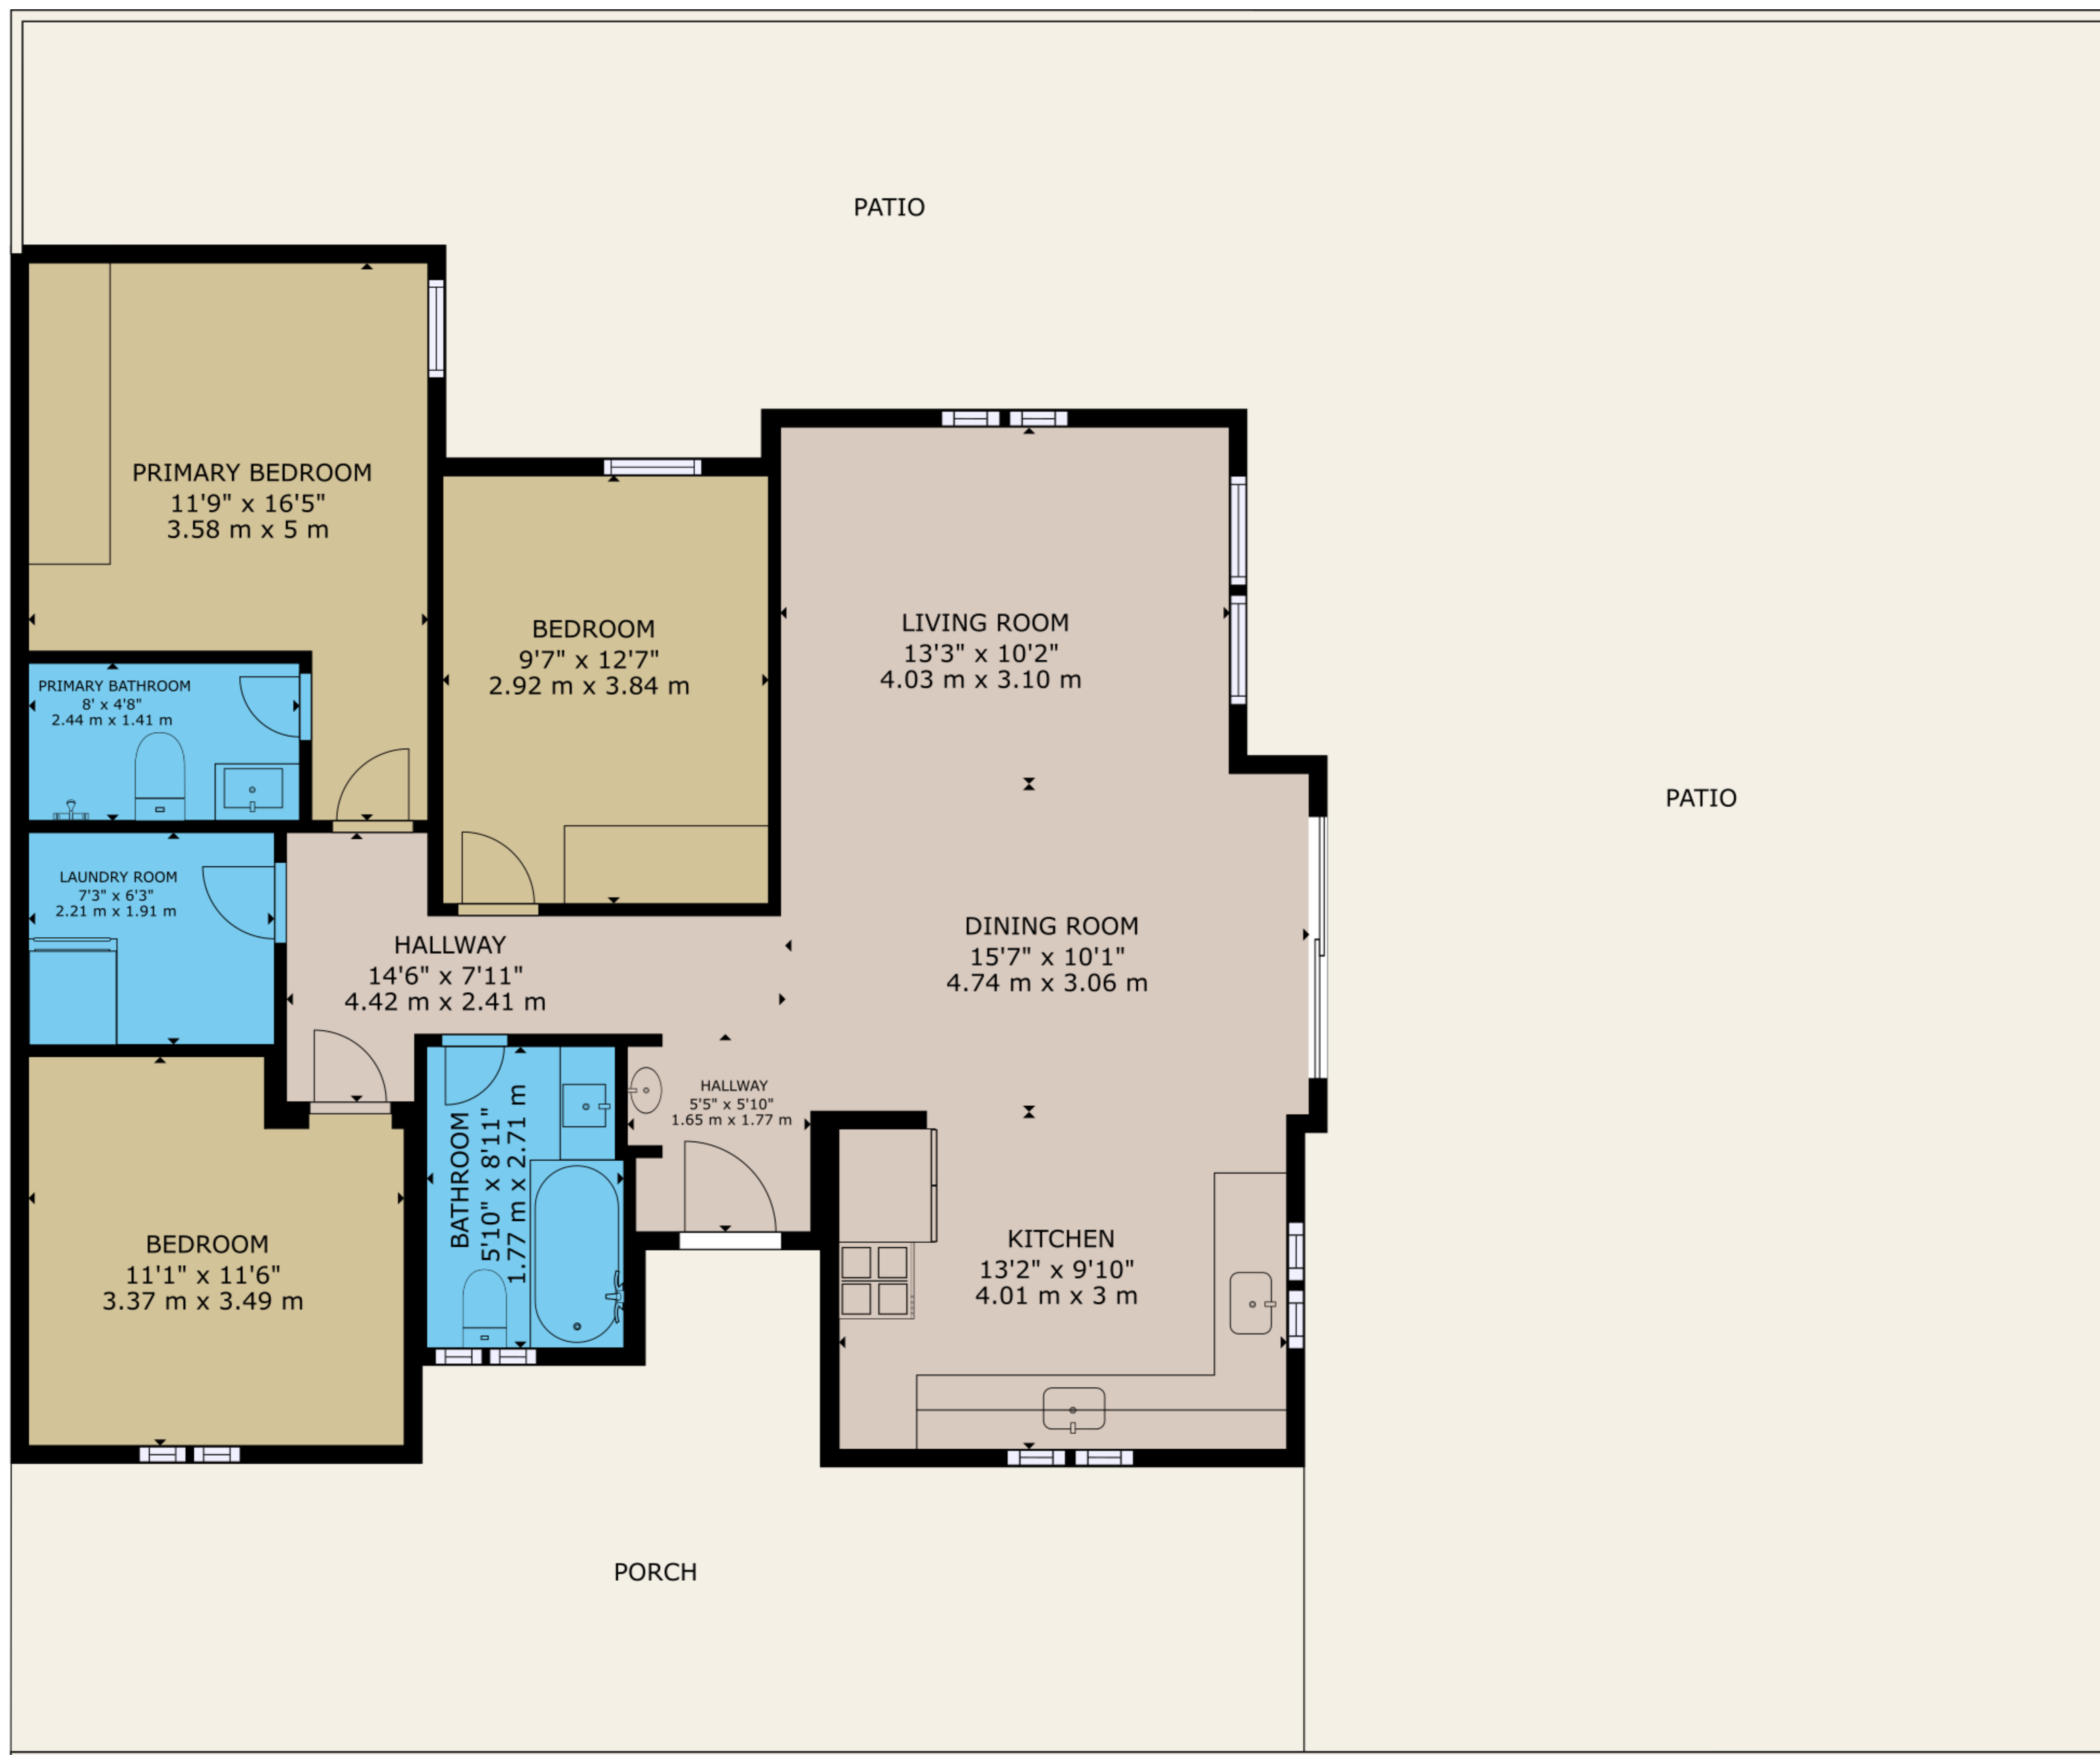 PATIO
PRIMARY BEDROOM
11'9" x 16'5"
3.58 m x 5 m
BEDROOM
9'7" x 12'7"
2.92 m x 3.84 m
LIVING ROOM
13'3" x 10'2"
4.03 m x 3.10 m
PRIMARY BATHROOM
8' x 4'8"
2.44 m x 1.41 m
PATIO
LAUNDRY ROOM
7'3" x 6'3"
2.21 m x 1.91 m
HALLWAY
14'6" x 7'11"
4.42 m x 2.41 m
DINING ROOM
15'7" x 10'1"
4.74 m x 3.06 m
HALLWAY
5'5" x 5'10"
1.65 m x 1.77 m
BATHROOM
5'10" x 8'11"
1.77 m x 2.71 m
BEDROOM
11'1" x 11'6"
3.37 m x 3.49 m
KITCHEN
13'2" x 9'10"
4.01 m x 3 m
PORCH